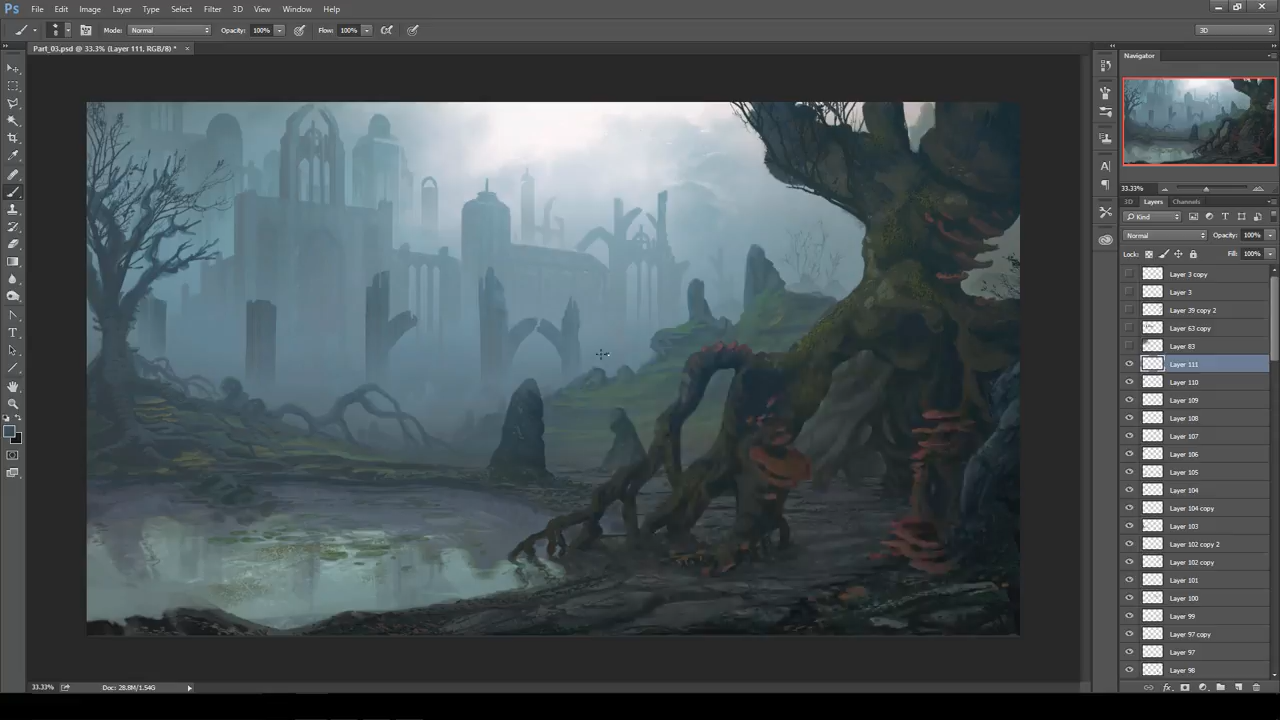 Ps File Edit Image Layer Type Select Filter 3D View Window Help
Mode: Normal Opacity: 100% Flow: 100% 3D
Part_03.psd @ 33.3% (Layer 111, RGB/8) *
Navigator
33.33%
3D Layers Channels
Kind
Normal Opacity: 100%
Lock: Fill: 100%
Layer 3 copy
Layer 3
Layer 39 copy 2
Layer 63 copy
Layer 83
Layer 111
Layer 110
Layer 109
Layer 108
Layer 107
Layer 106
Layer 105
Layer 104
Layer 104 copy
Layer 103
Layer 102 copy 2
Layer 102 copy
Layer 101
Layer 100
Layer 99
Layer 97 copy
Layer 97
Layer 98
33.33% Doc: 28.8M/1.54G